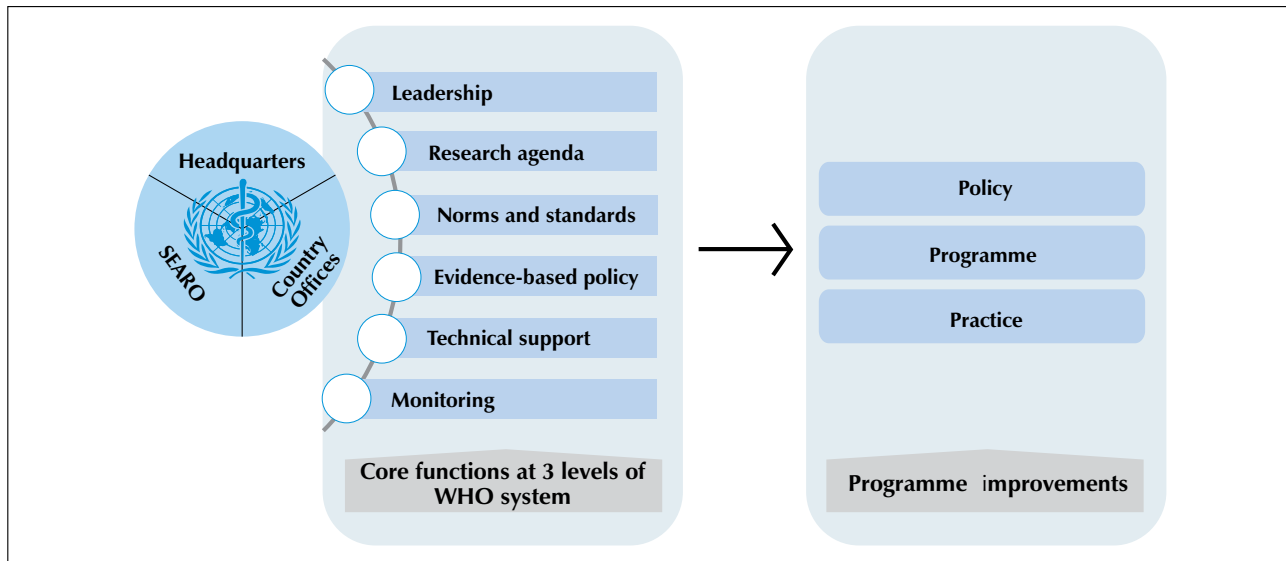 Headquarters
SEARO
Country
Offices
Leadership
Research agenda
Norms and standards
Evidence-based policy
Technical support
Monitoring
Core functions at 3 levels of
WHO system
Policy
Programme
Practice
Programme improvements